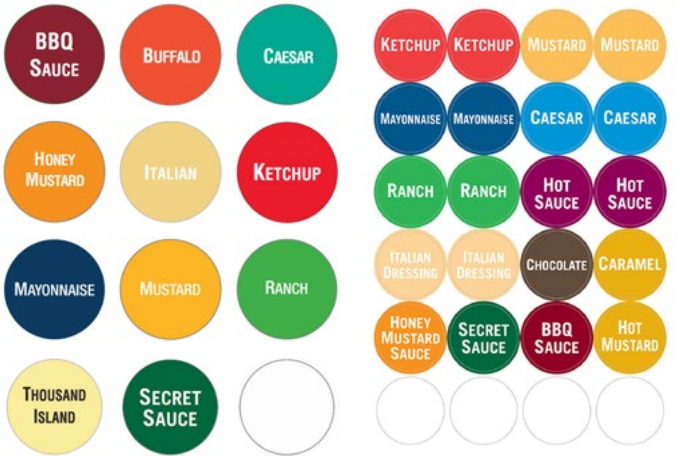 BBQ
SAUCE
BUFFALO
CAESAR
HONEY
MUSTARD
ITALIAN
KETCHUP
MAYONNAISE
MUSTARD
RANCH
THOUSAND
ISLAND
SECRET
SAUCE
KETCHUP
KETCHUP
MUSTARD
MUSTARD
MAYONNAISE
MAYONNAISE
CAESAR
CAESAR
RANCH
RANCH
HOT
SAUCE
HOT
SAUCE
ITALIAN
DRESSING
ITALIAN
DRESSING
CHOCOLATE
CARAMEL
HONEY
MUSTARD
SAUCE
SECRET
SAUCE
BBQ
SAUCE
HOT
MUSTARD